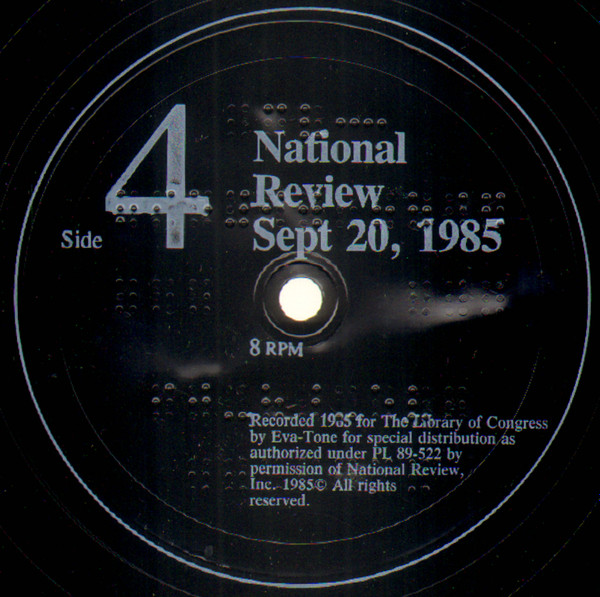 4
Side
National
Review
Sept 20, 1985
8 RPM
Recorded 1985 for The Library of Congress
by Eva-Tone for special distribution as
authorized under PL 89-522 by
permission of National Review,
Inc. 1985© All rights
reserved.